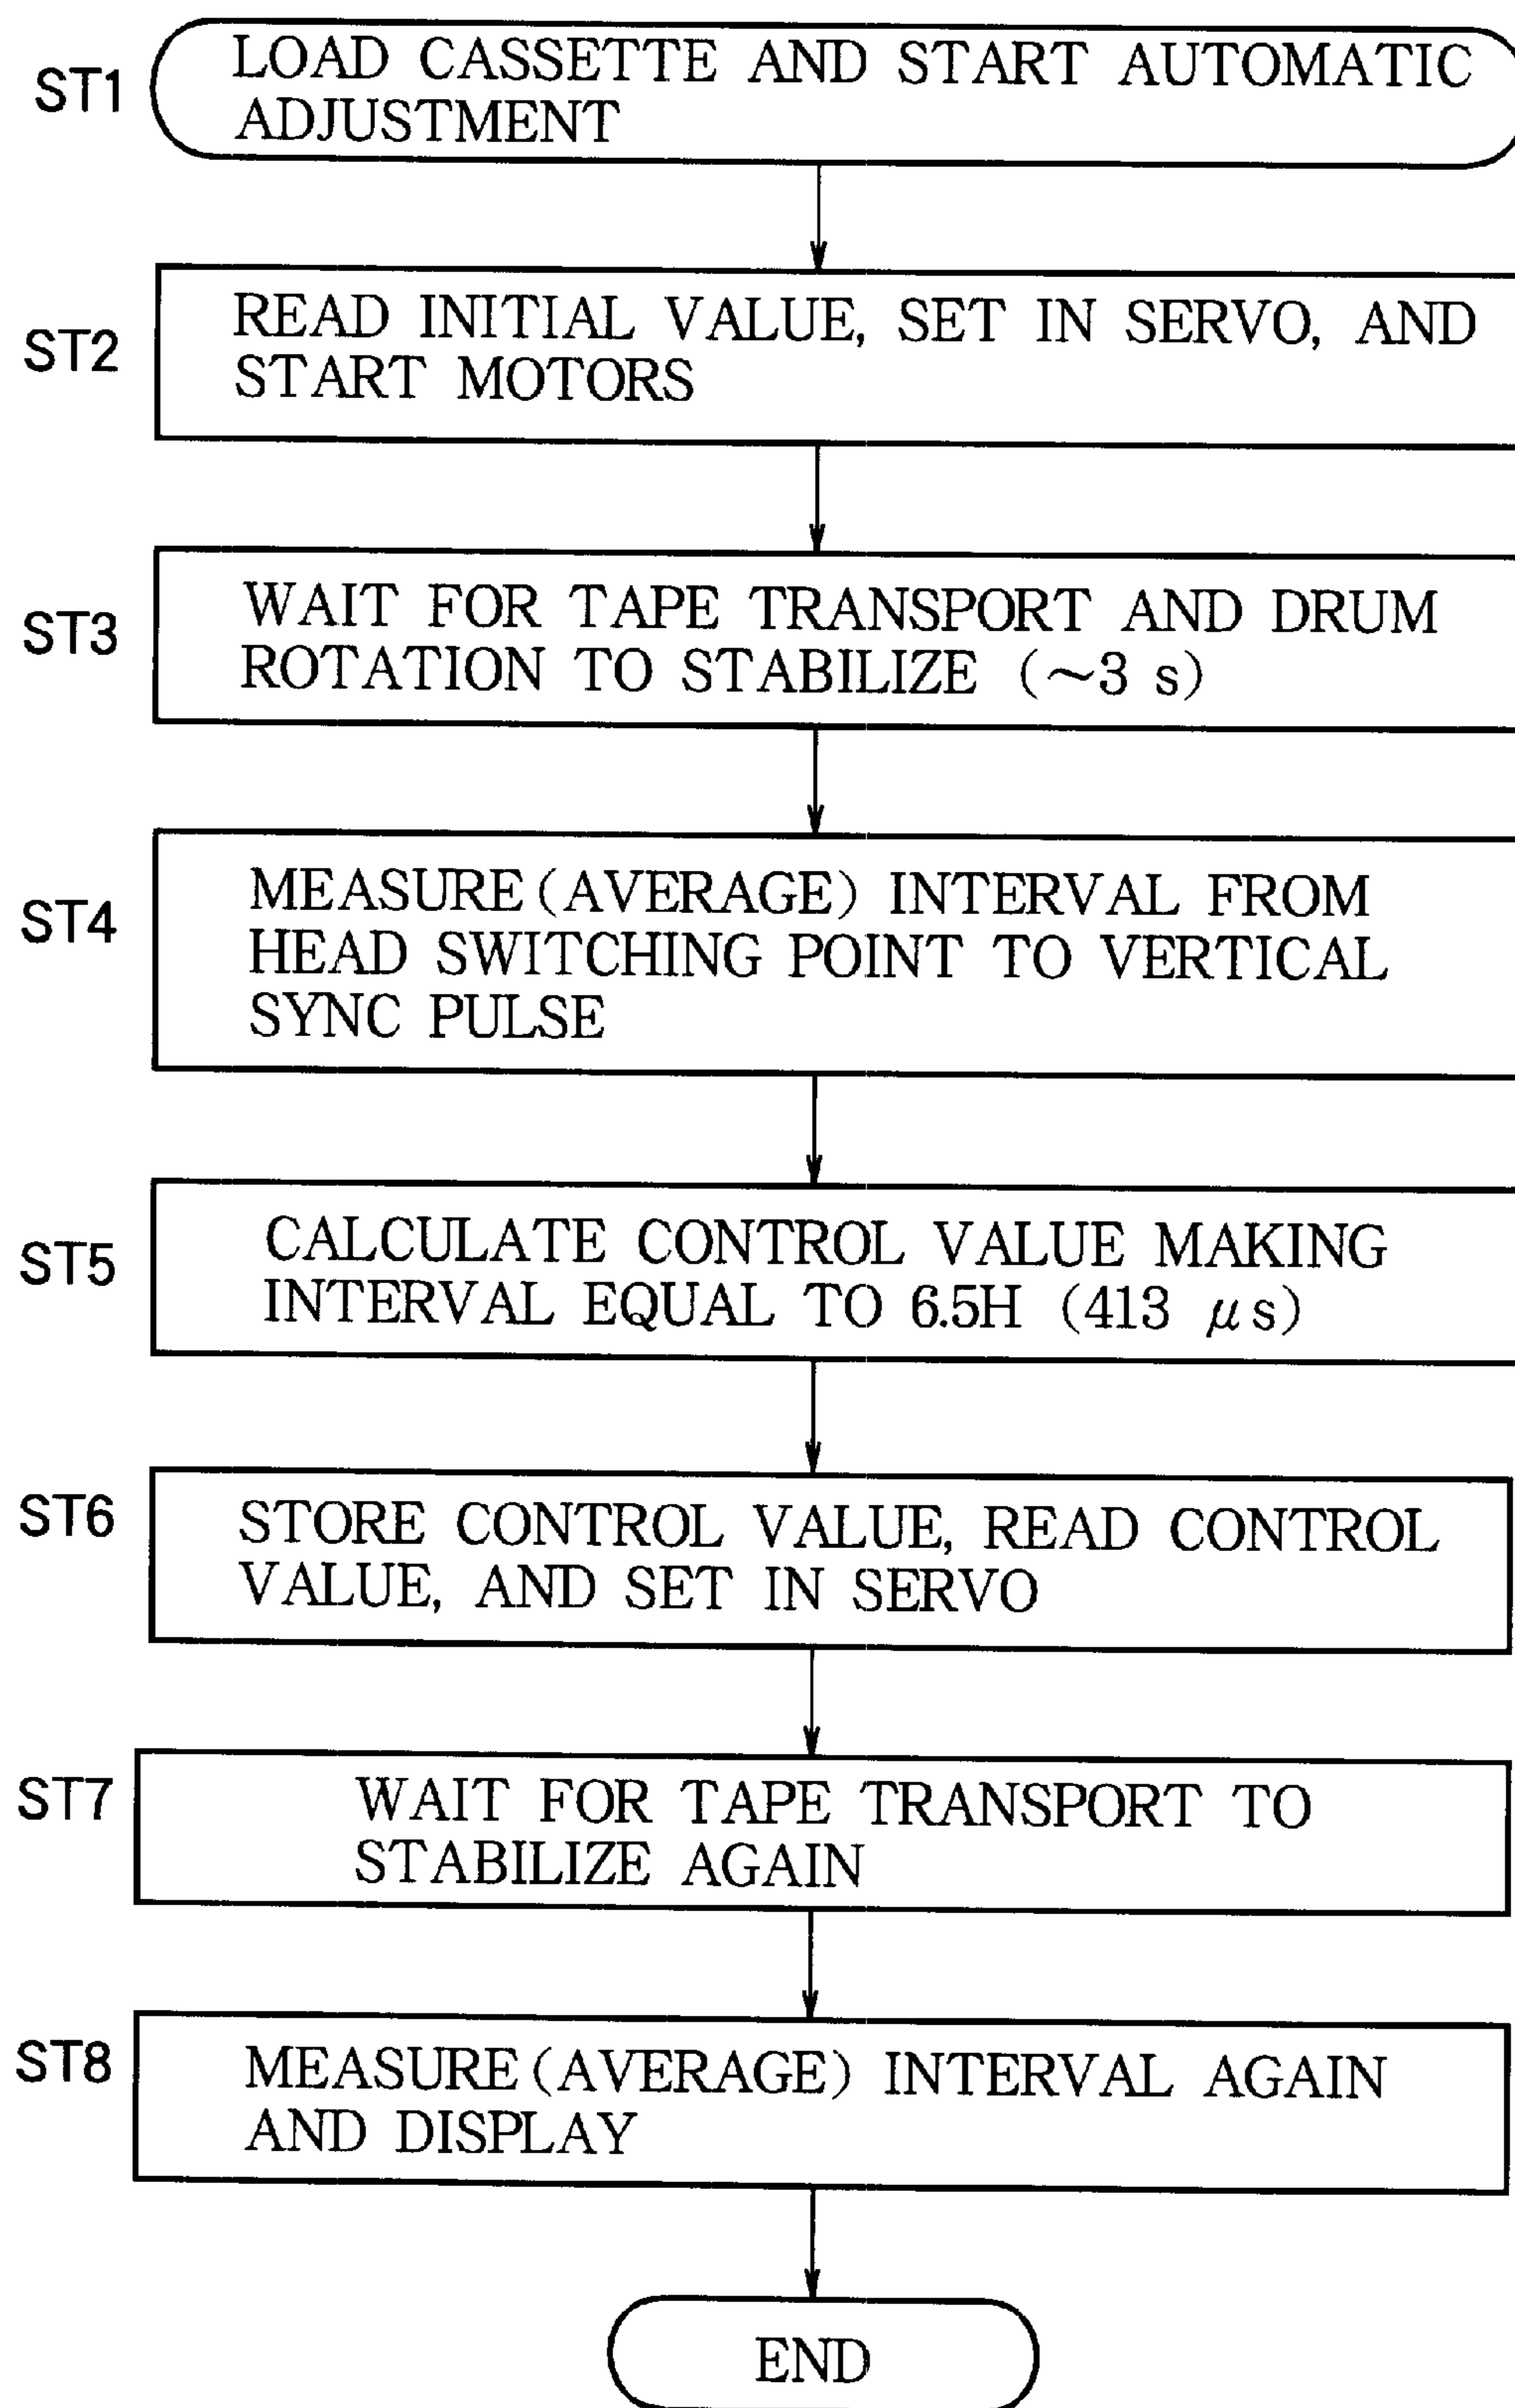 ST1
LOAD CASSETTE AND START AUTOMATIC
ADJUSTMENT
ST2
READ INITIAL VALUE, SET IN SERVO, AND
START MOTORS
ST3
WAIT FOR TAPE TRANSPORT AND DRUM
ROTATION TO STABILIZE (~3 s)
ST4
MEASURE (AVERAGE) INTERVAL FROM
HEAD SWITCHING POINT TO VERTICAL
SYNC PULSE
ST5
CALCULATE CONTROL VALUE MAKING
INTERVAL EQUAL TO 6.5H (413 μs)
ST6
STORE CONTROL VALUE, READ CONTROL
VALUE, AND SET IN SERVO
ST7
WAIT FOR TAPE TRANSPORT TO
STABILIZE AGAIN
ST8
MEASURE (AVERAGE) INTERVAL AGAIN
AND DISPLAY
END